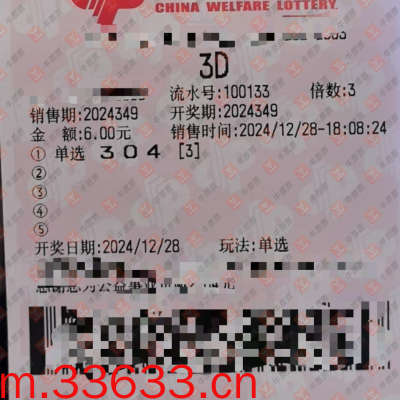 CHINA WELFARE LOTTERY
3D
流水号:100133 倍数:3
销售期:2024349 开奖期:2024349
金 额:6.00元 销售时间:2024/12/28-18:08:24
① 单选 3 0 4 [3]
②
③
④
⑤
开奖日期:2024/12/28 玩法:单选
m.33633.cn